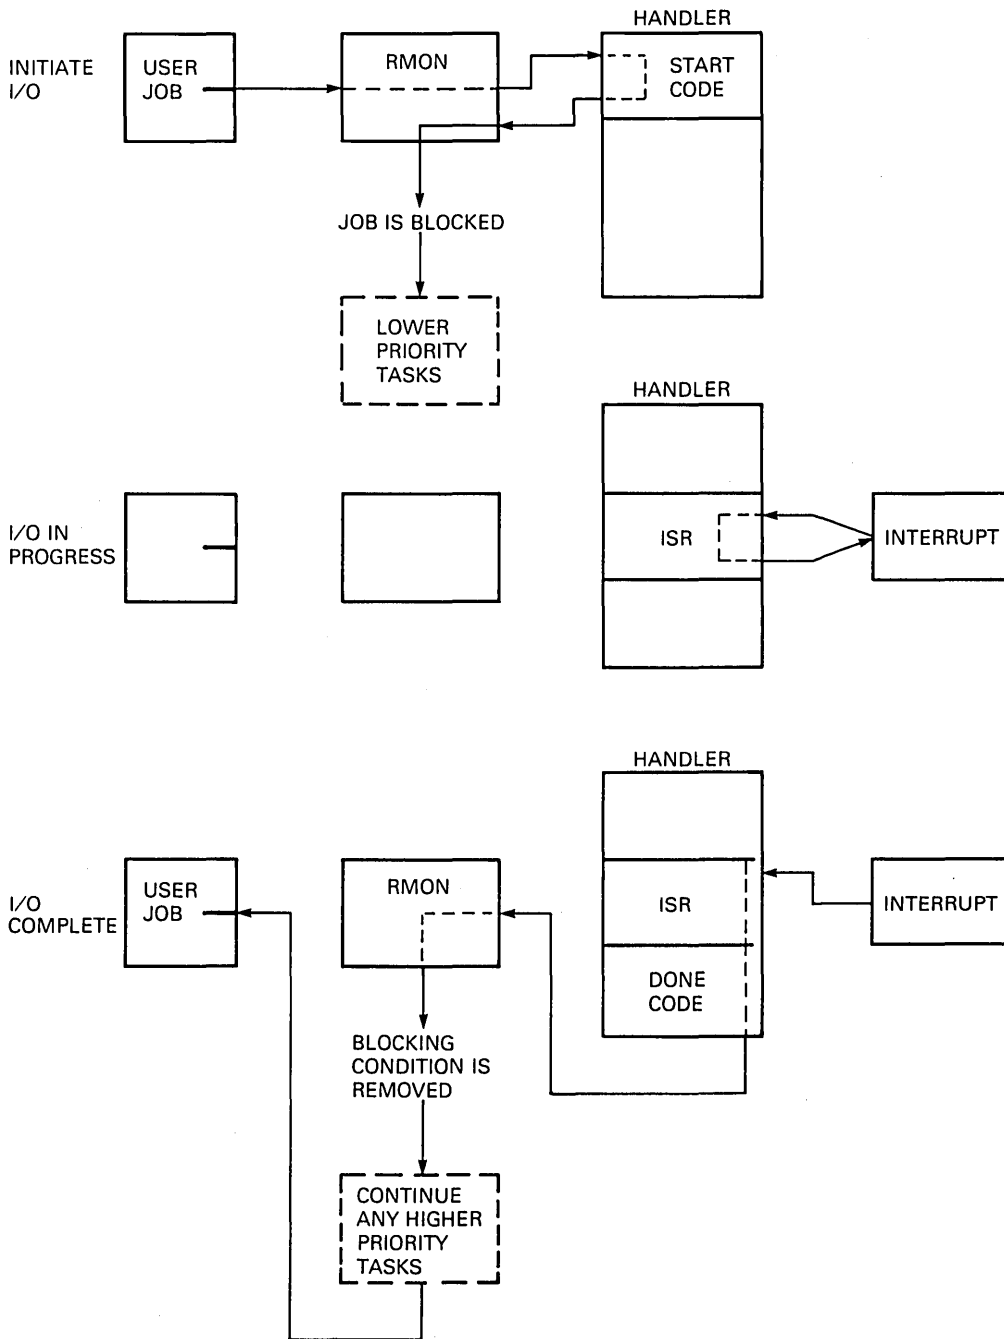 HANDLER
INITIATE
I/O
USER
JOB
RMON
START
CODE
JOB IS BLOCKED
LOWER
PRIORITY
TASKS
HANDLER
I/O IN
PROGRESS
ISR
INTERRUPT
HANDLER
I/O
COMPLETE
USER
JOB
RMON
ISR
INTERRUPT
DONE
CODE
BLOCKING
CONDITION IS
REMOVED
CONTINUE
ANY HIGHER
PRIORITY
TASKS